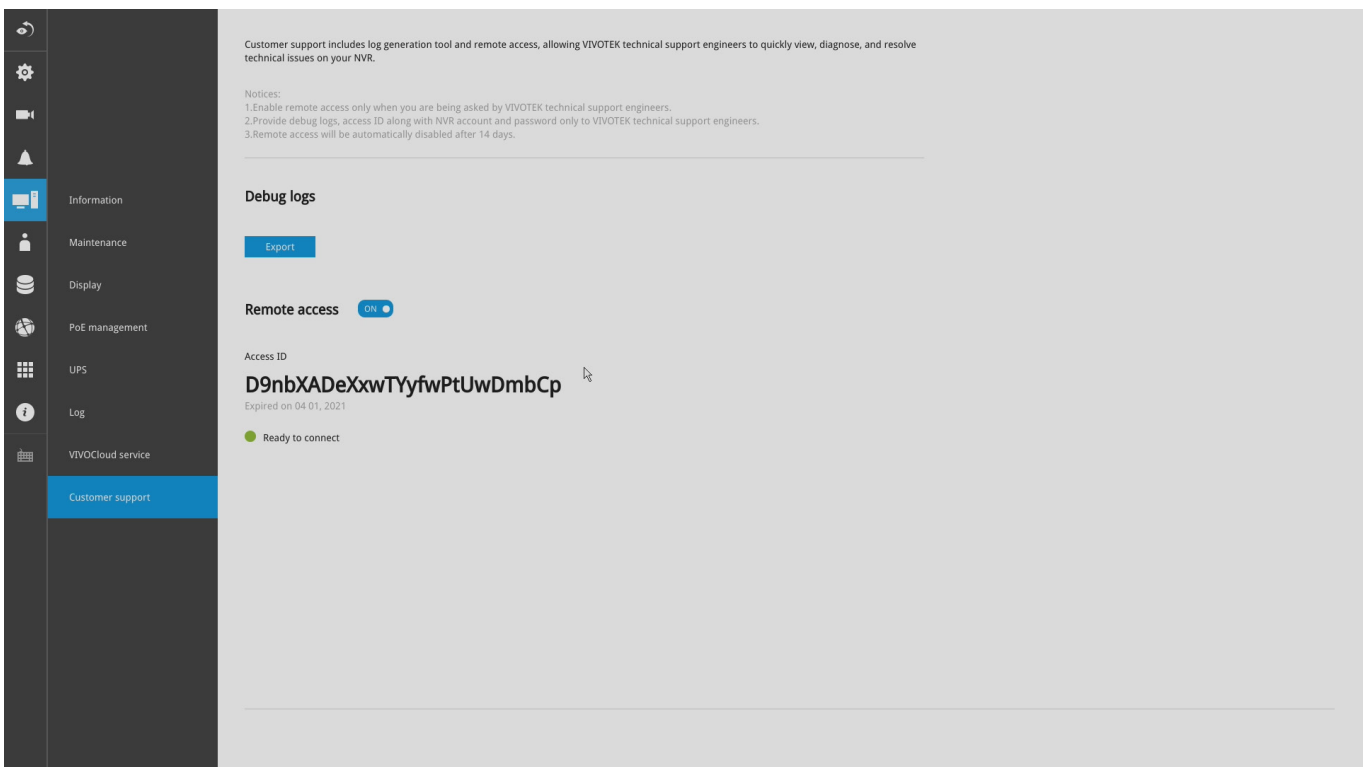 Customer support includes log generation tool and remote access, allowing VIVOTEK technical support engineers to quickly view, diagnose, and resolve
technical issues on your NVR.
Notices:
1.Enable remote access only when you are being asked by VIVOTEK technical support engineers.
2.Provide debug logs, access ID along with NVR account and password only to VIVOTEK technical support engineers.
3.Remote access will be automatically disabled after 14 days.
Information
Maintenance
Display
PoE management
UPS
Log
VIVOCloud service
Customer support
Debug logs
Export
Remote access ON
Access ID
D9nbXADeXxwTYyfwPtUwDmbCp
Expired on 04 01, 2021
Ready to connect